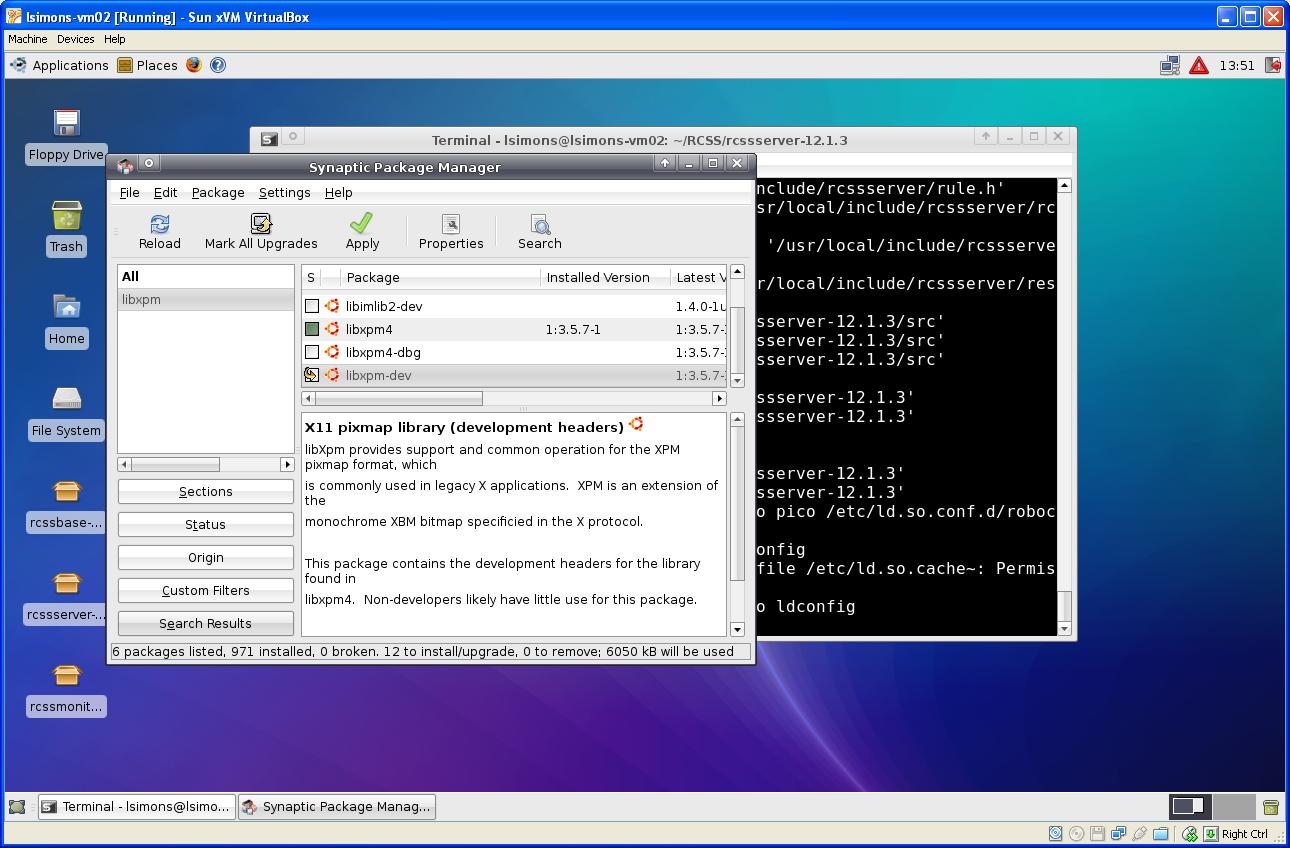 lsimons-vm02 [Running] - Sun xVM VirtualBox
Machine Devices Help
Applications Places 13:51
Floppy Drive
Trash
Home
File System
rcssbase-...
rcssserver-...
rcssmonit...
Terminal - lsimons@lsimons-vm02: ~/RCSS/rcssserver-12.1.3
Synaptic Package Manager
File Edit Package Settings Help
Reload Mark All Upgrades Apply Properties Search
All
libxpm
S Package Installed Version Latest V
libimlib2-dev 1.4.0-1u
libxpm4 1:3.5.7-1 1:3.5.7-
libxpm4-dbg 1:3.5.7-
libxpm-dev 1:3.5.7-
Sections
Status
Origin
Custom Filters
Search Results
X11 pixmap library (development headers)
libXpm provides support and common operation for the XPM
pixmap format, which
is commonly used in legacy X applications. XPM is an extension of
the
monochrome XBM bitmap specificied in the X protocol.
This package contains the development headers for the library
found in
libxpm4. Non-developers likely have little use for this package.
6 packages listed, 971 installed, 0 broken. 12 to install/upgrade, 0 to remove; 6050 kB will be used
nclude/rcssserver/rule.h'
sr/local/include/rcssserver/rc
'/usr/local/include/rcssserve
r/local/include/rcssserver/res
sserver-12.1.3/src'
sserver-12.1.3/src'
sserver-12.1.3/src'
ssserver-12.1.3'
ssserver-12.1.3'
sserver-12.1.3'
sserver-12.1.3'
o pico /etc/ld.so.conf.d/roboc
onfig
file /etc/ld.so.cache~: Permis
o ldconfig
Terminal - lsimons@lsimo... Synaptic Package Manag...
Right Ctrl